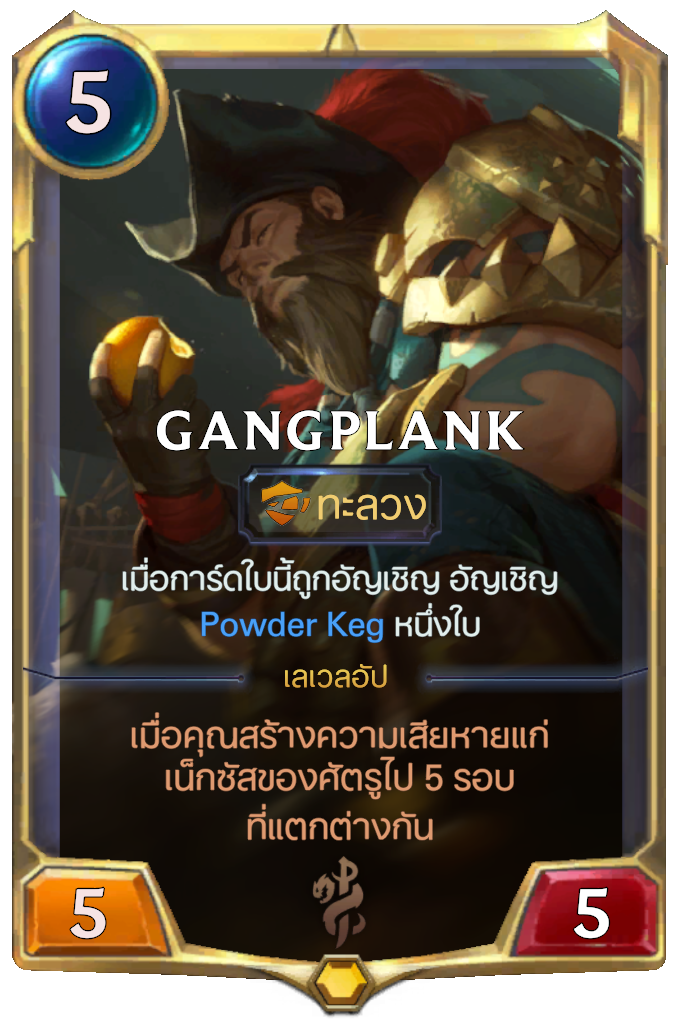 5
GANGPLANK
ทะลวง
เมื่อการ์ดใบนี้ถูกอัญเชิญ อัญเชิญ
Powder Keg หนึ่งใบ
เลเวลอัป
เมื่อคุณสร้างความเสียหายแก่
เน็กซัสของศัตรูไป 5 รอบ
ที่แตกต่างกัน
5
5